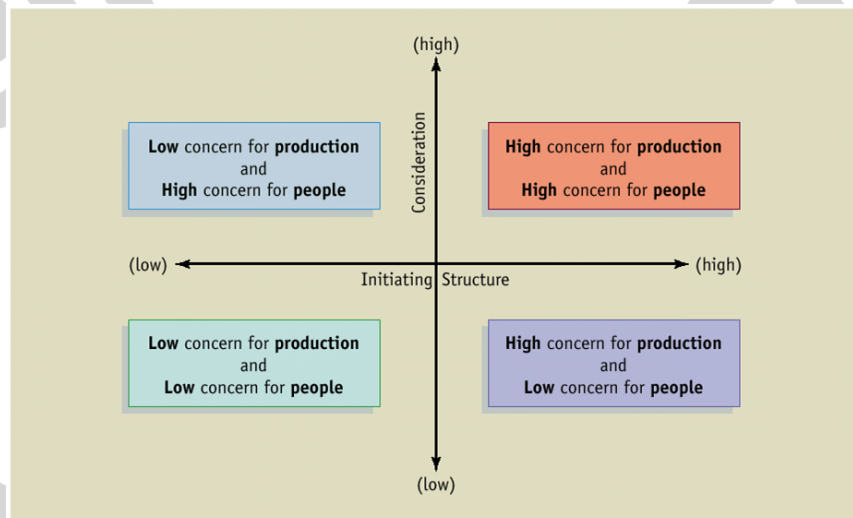 (high)
Consideration
Low concern for production
and
High concern for people
High concern for production
and
High concern for people
(low)
(high)
Initiating Structure
Low concern for production
and
Low concern for people
High concern for production
and
Low concern for people
(low)